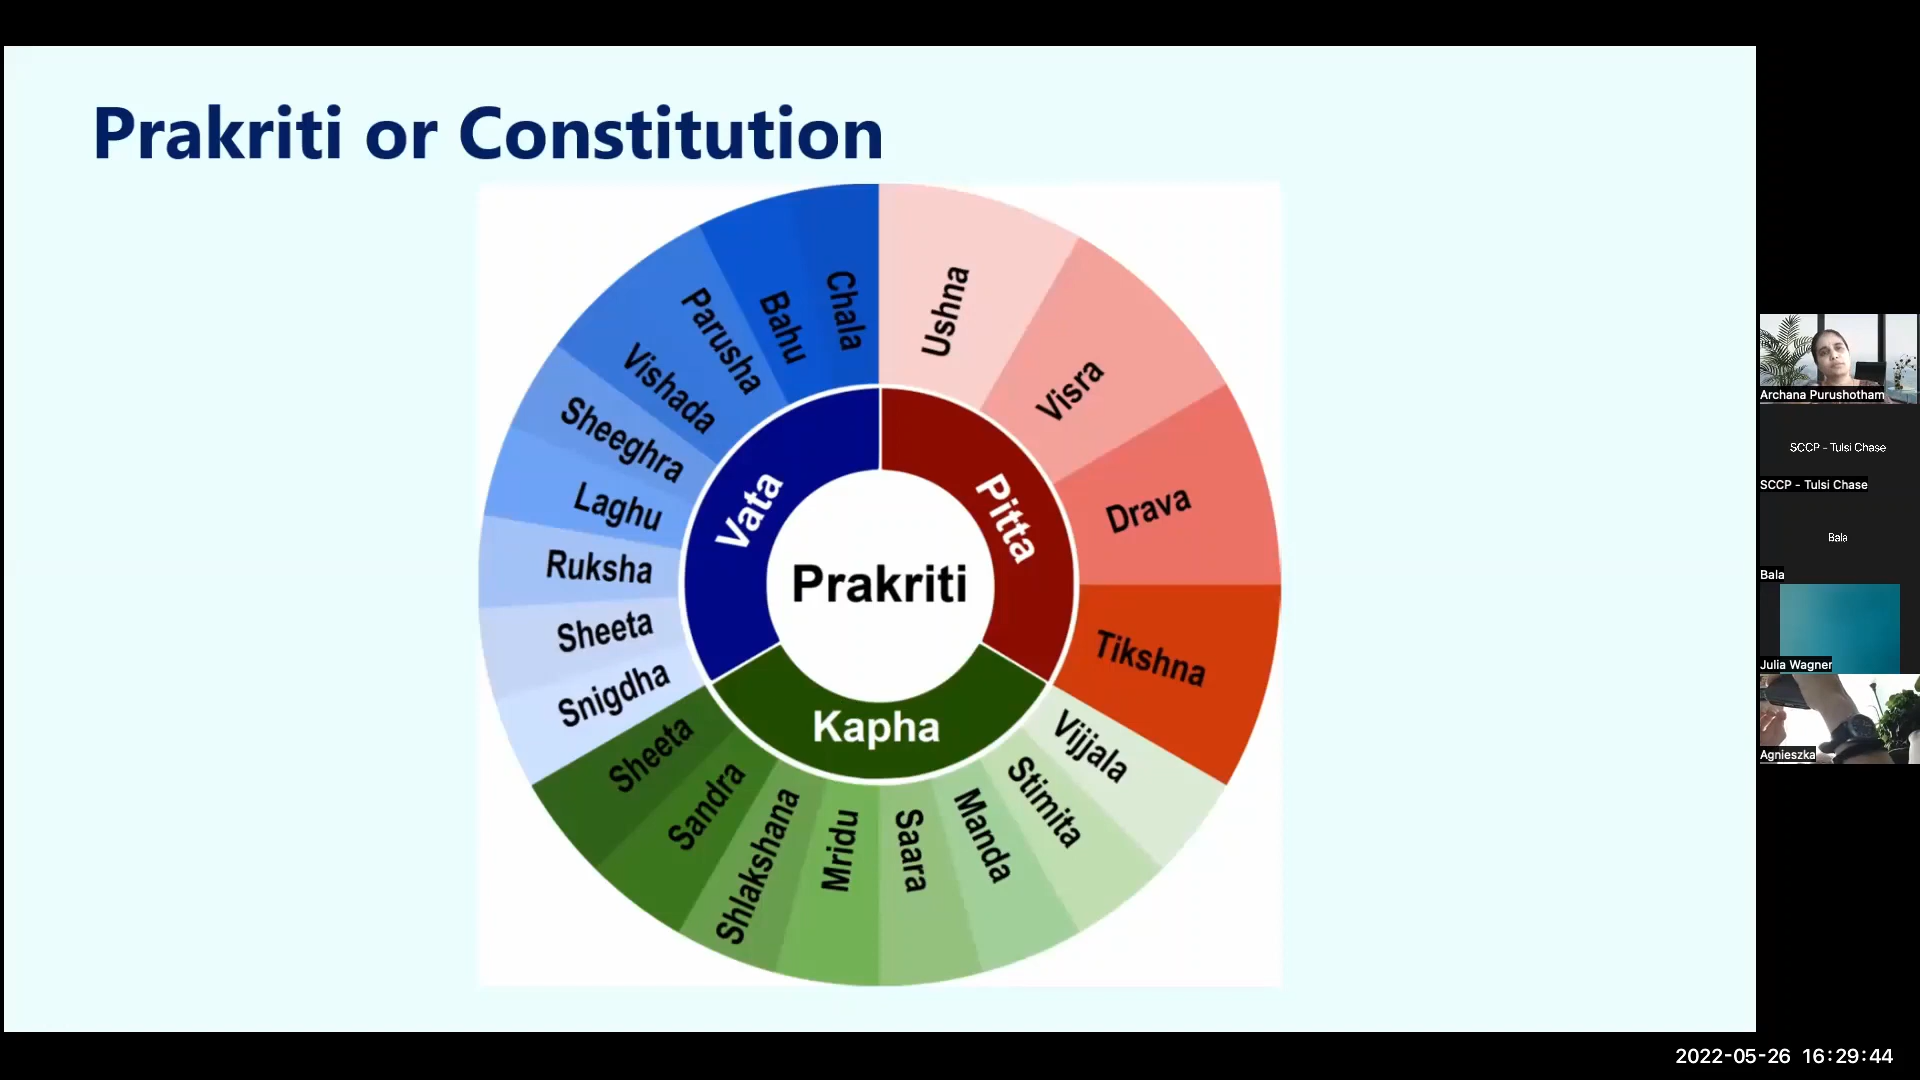 Prakriti or Constitution
Chala
Bahu
Parusha
Vishada
Sheeghra
Laghu
Ruksha
Sheeta
Snigdha
Ushna
Visra
Drava
Tikshna
Vata
Pitta
Prakriti
Kapha
Sheeta
Sandra
Shlakshana
Mridu
Saara
Manda
Stimita
Vijjala
Archana Purushotham
SCCP - Tulsi Chase
SCCP - Tulsi Chase
Bala
Bala
Julia Wagner
Agnieszka
2022-05-26 16:29:44